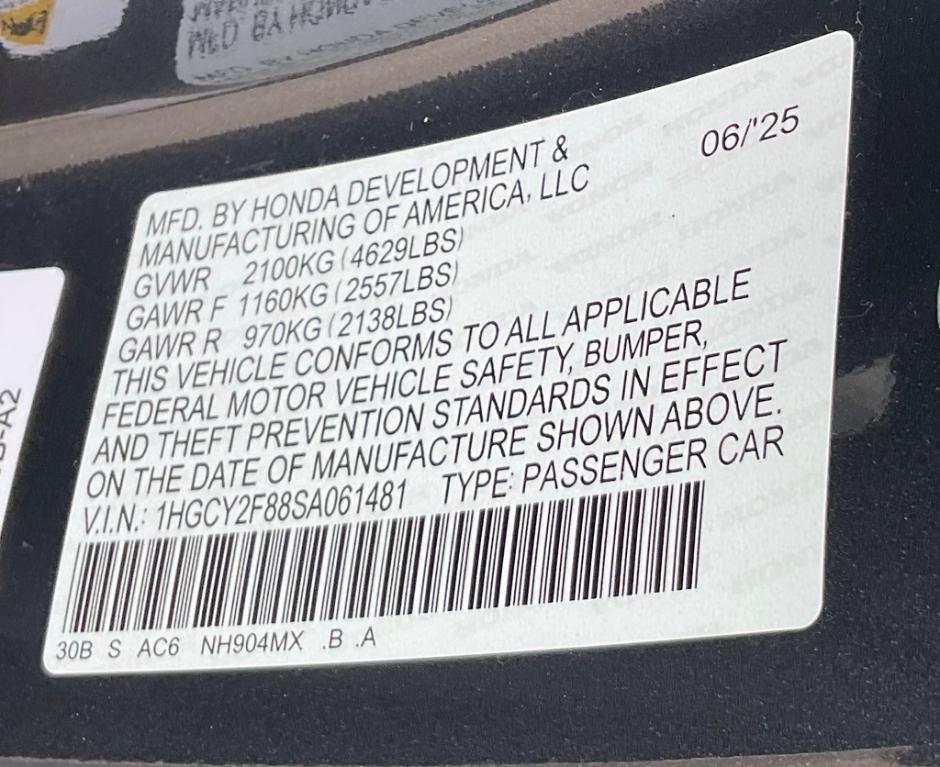 MFD. BY HONDA DEVELOPMENT &
MANUFACTURING OF AMERICA, LLC
06/'25
GVWR 2100KG (4629LBS)
GAWR F 1160KG (2557LBS)
GAWR R 970KG (2138LBS)
THIS VEHICLE CONFORMS TO ALL APPLICABLE
FEDERAL MOTOR VEHICLE SAFETY, BUMPER,
AND THEFT PREVENTION STANDARDS IN EFFECT
ON THE DATE OF MANUFACTURE SHOWN ABOVE.
V.I.N.: 1HGCY2F88SA061481 TYPE: PASSENGER CAR
30B S AC6 NH904MX .B .A